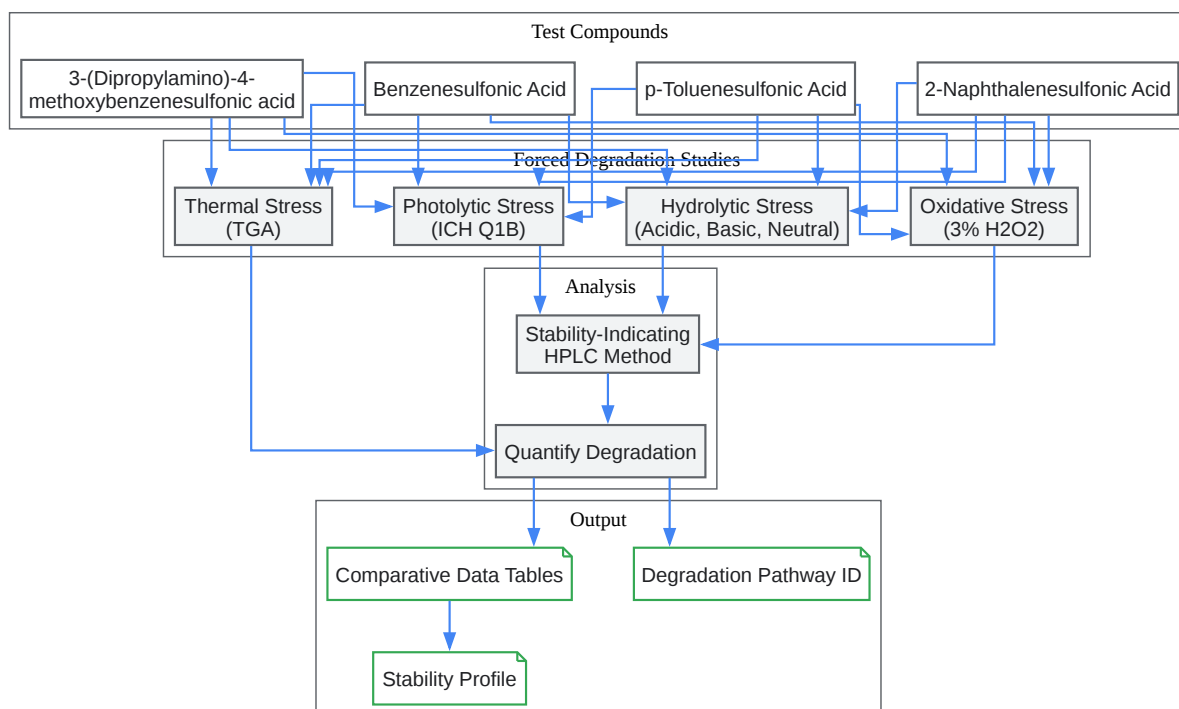 Test Compounds
3-(Dipropylamino)-4-
methoxybenzenesulfonic acid
Benzenesulfonic Acid
p-Toluenesulfonic Acid
2-Naphthalenesulfonic Acid
Forced Degradation Studies
Thermal Stress
(TGA)
Photolytic Stress
(ICH Q1B)
Hydrolytic Stress
(Acidic, Basic, Neutral)
Oxidative Stress
(3% H2O2)
Analysis
Stability-Indicating
HPLC Method
Quantify Degradation
Output
Comparative Data Tables
Degradation Pathway ID
Stability Profile